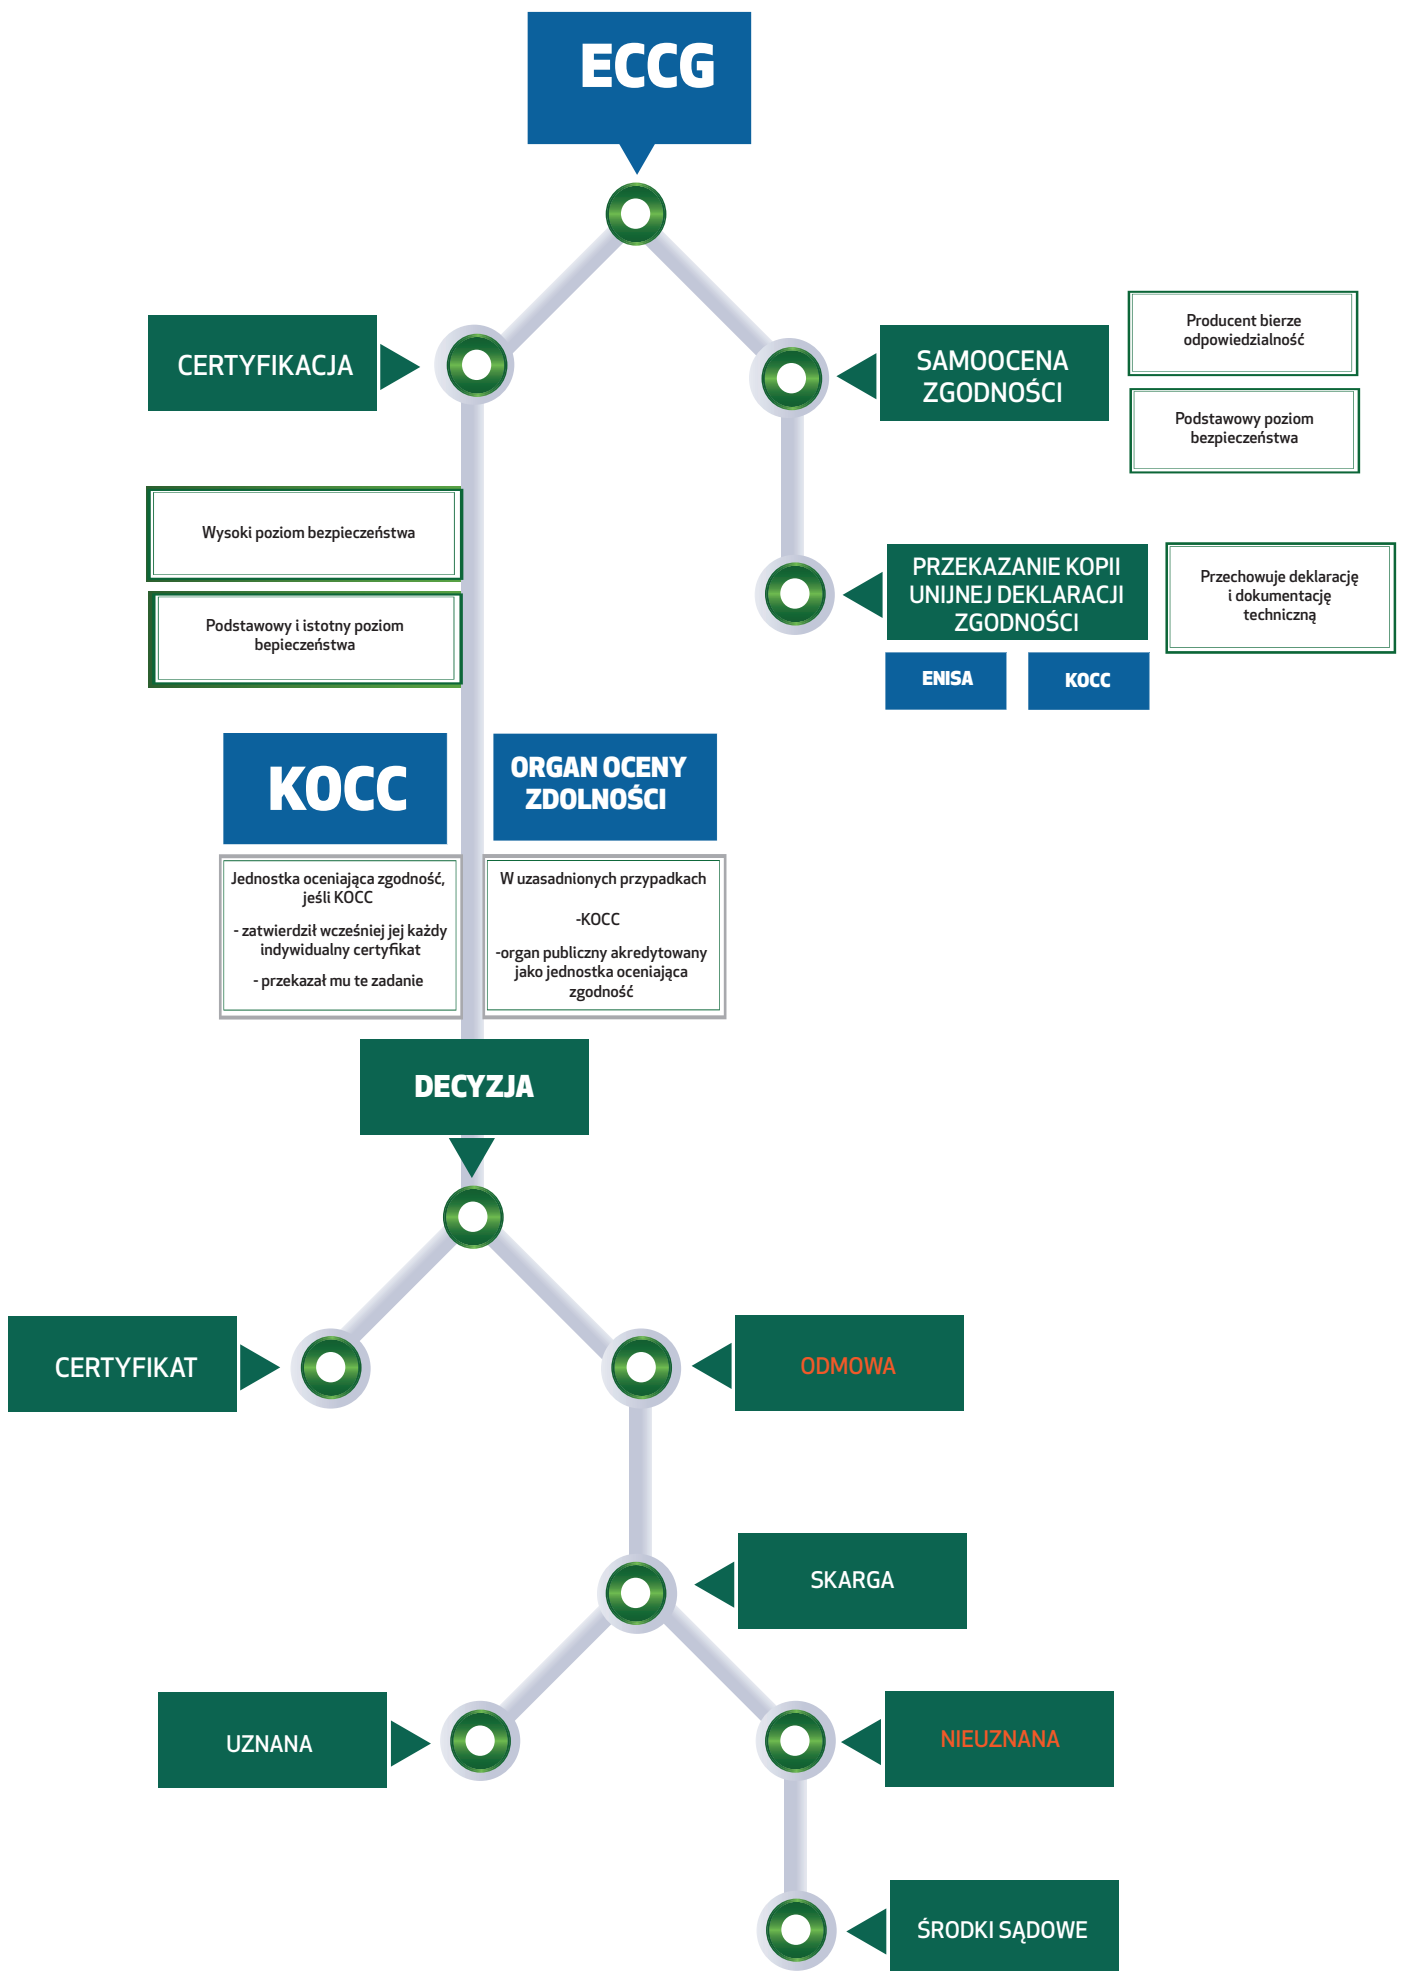 ECCG
CERTYFIKACJA
SAMOOCENA
ZGODNOŚCI
Producent bierze
odpowiedzialność
Podstawowy poziom
bezpieczeństwa
Wysoki poziom bezpieczeństwa
Podstawowy i istotny poziom
bepieczeństwa
PRZEKAZANIE KOPII
UNIJNEJ DEKLARACJI
ZGODNOŚCI
Przechowuje deklarację
i dokumentację
techniczną
ENISA
KOCC
KOCC
ORGAN OCENY
ZDOLNOŚCI
Jednostka oceniająca zgodność,
jeśli KOCC
- zatwierdził wcześniej jej każdy
indywidualny certyfikat
- przekazał mu te zadanie
W uzasadnionych przypadkach
-KOCC
-organ publiczny akredytowany
jako jednostka oceniająca
zgodność
DECYZJA
CERTYFIKAT
ODMOWA
SKARGA
UZNANA
NIEUZNANA
ŚRODKI SĄDOWE